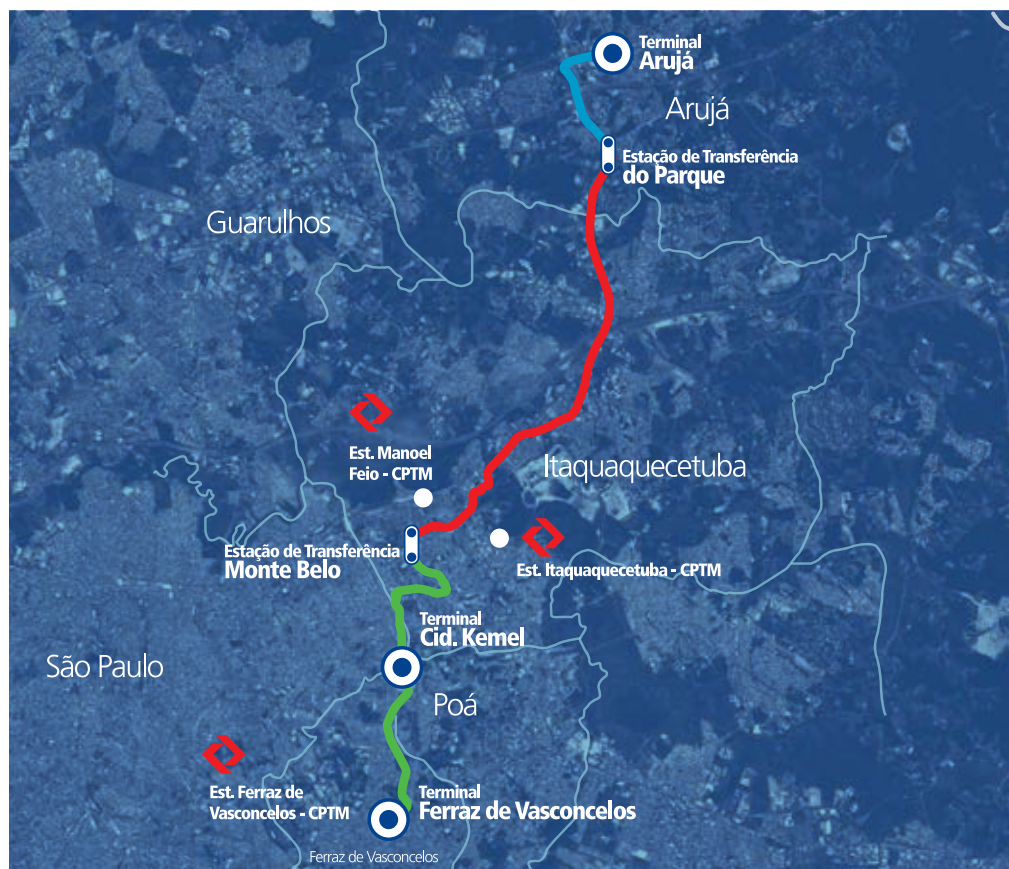 Terminal
Arujá
Arujá
Estação de Transferência
do Parque
Guarulhos
Est. Manoel
Feio - CPTM
Itaquaquecetuba
Estação de Transferência
Monte Belo
Est. Itaquaquecetuba - CPTM
Terminal
Cid. Kemel
São Paulo
Poá
Est. Ferraz de
Vasconcelos - CPTM
Terminal
Ferraz de Vasconcelos
Ferraz de Vasconcelos